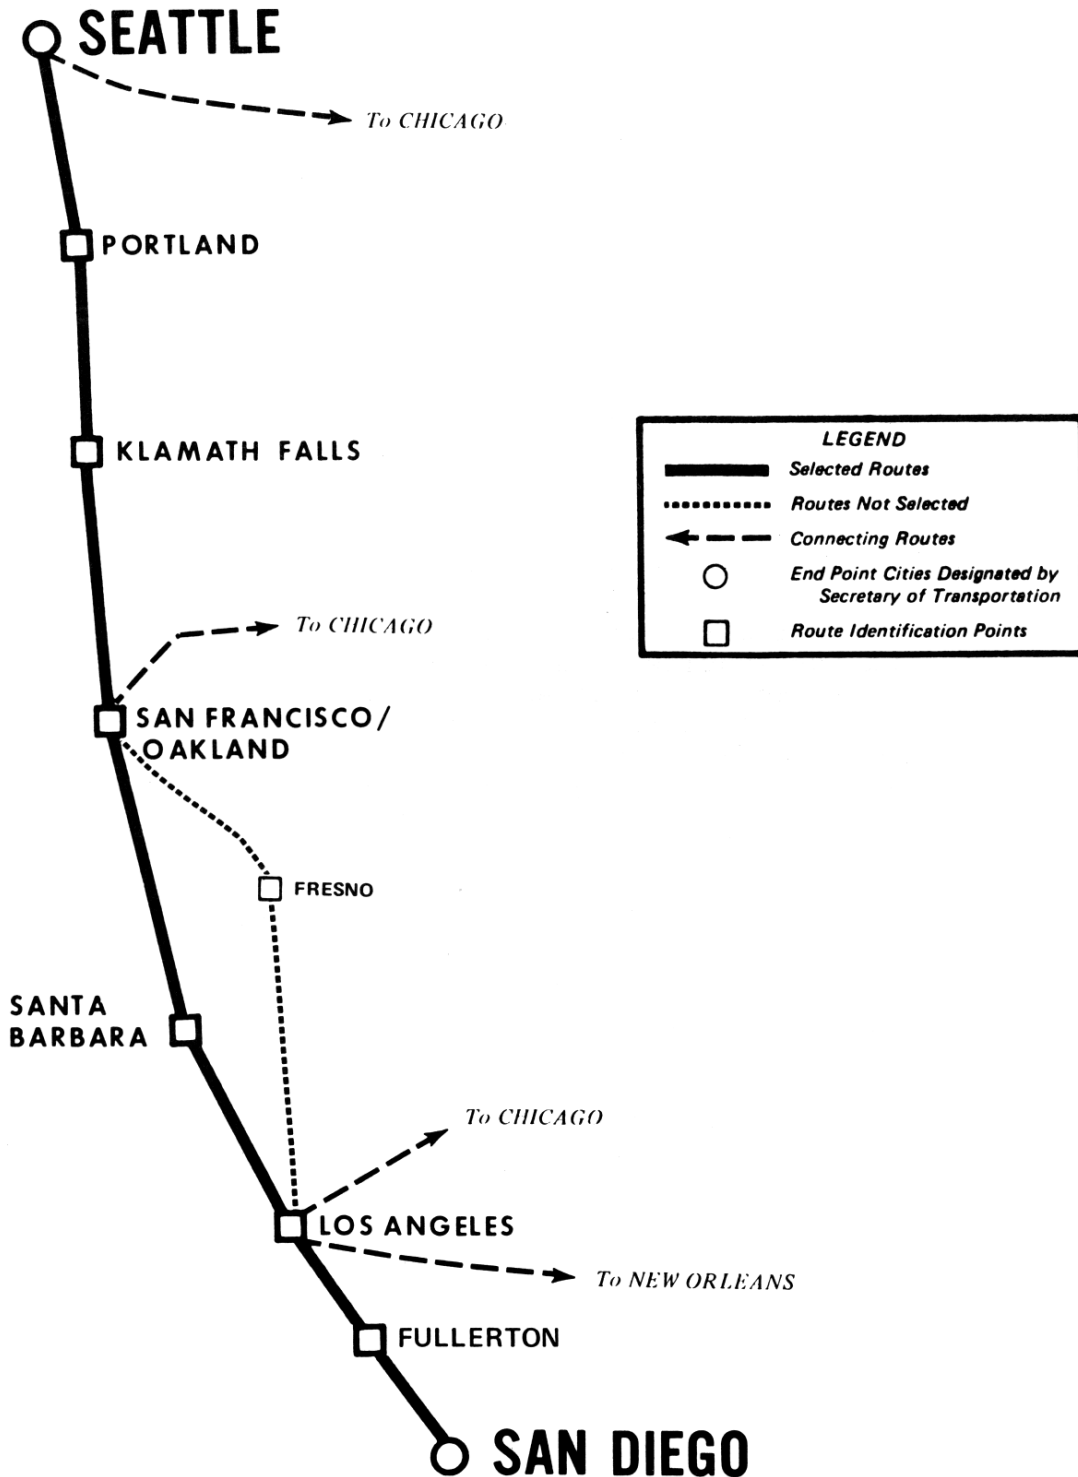 SEATTLE
To CHICAGO
PORTLAND
KLAMATH FALLS
LEGEND
Selected Routes
Routes Not Selected
Connecting Routes
End Point Cities Designated by
Secretary of Transportation
Route Identification Points
To CHICAGO
SAN FRANCISCO/
OAKLAND
FRESNO
SANTA
BARBARA
To CHICAGO
LOS ANGELES
To NEW ORLEANS
FULLERTON
SAN DIEGO